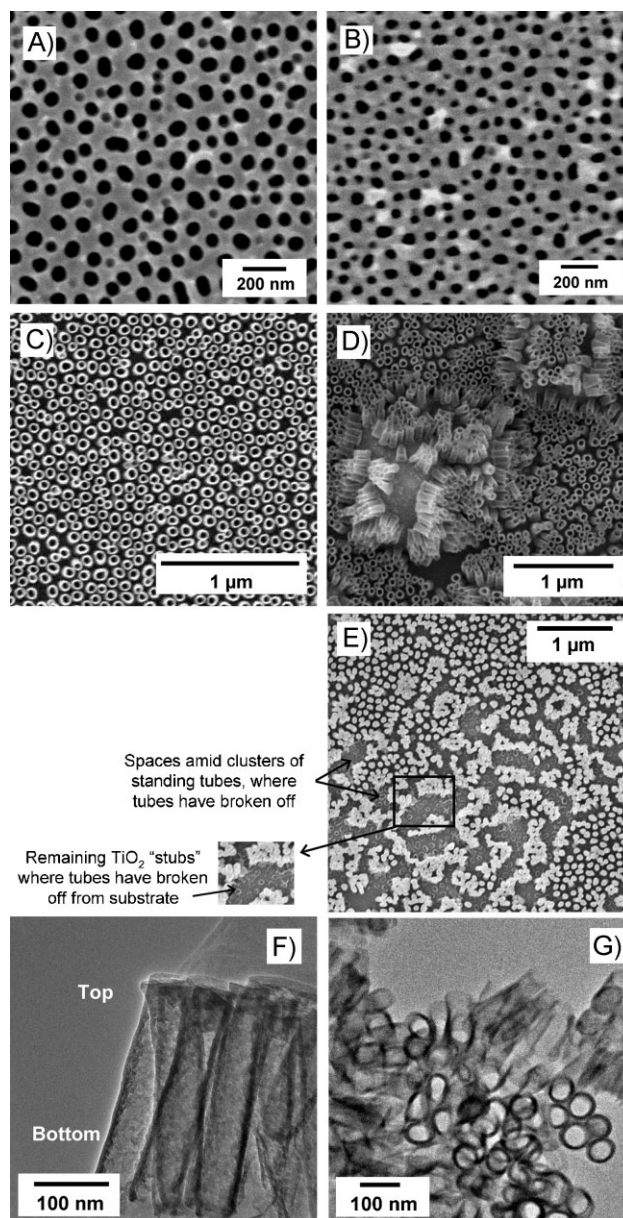 A)
B)
200 nm
200 nm
C)
D)
1 µm
1 µm
E)
1 µm
Spaces amid clusters of
standing tubes, where
tubes have broken off
Remaining TiO₂ “stubs”
where tubes have broken
off from substrate
F)
G)
Top
Bottom
100 nm
100 nm